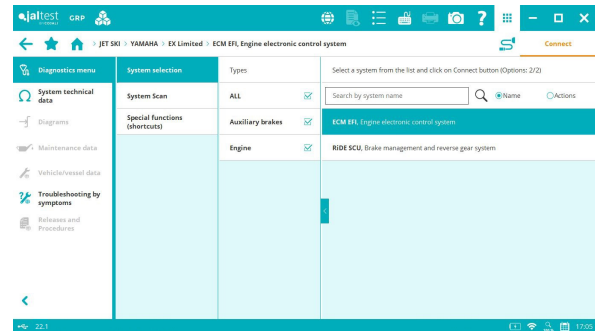 jaltest GRP
JET SKI > YAMAHA > EX Limited > ECM EFI, Engine electronic control system
Connect
Diagnostics menu
System technical
data
Diagrams
Maintenance data
Vehicle/vessel data
Troubleshooting by
symptoms
Releases and
Procedures
System selection
System Scan
Special functions
(shortcuts)
Types
ALL
Auxiliary brakes
Engine
Select a system from the list and click on Connect button (Options: 2/2)
Search by system name
Name
Actions
ECM EFI, Engine electronic control system
RiDE SCU, Brake management and reverse gear system
22.1
17:05